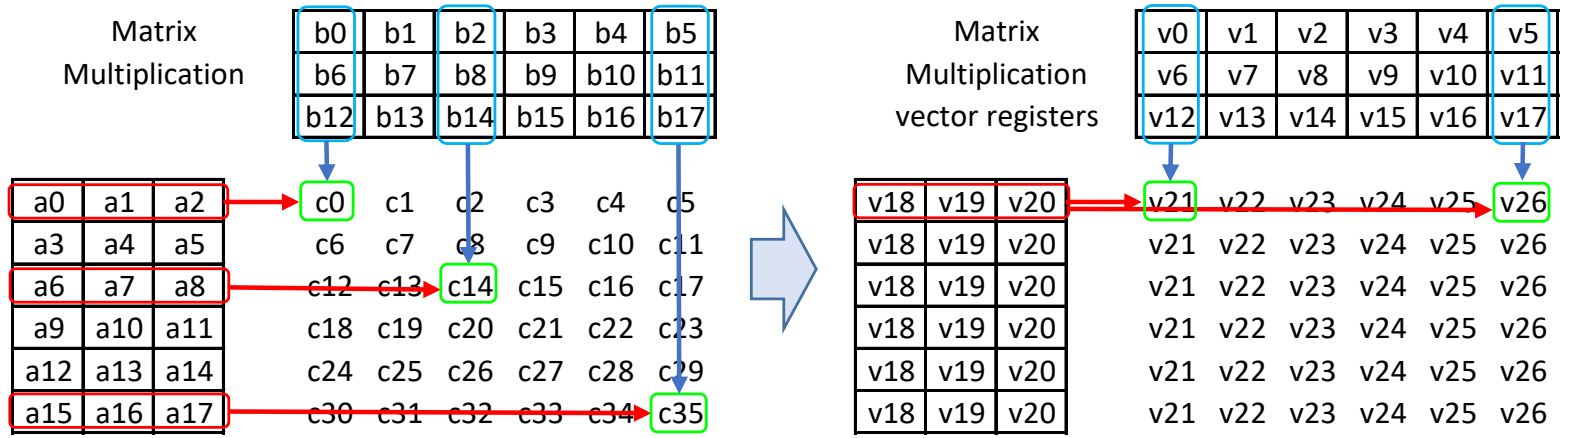 Matrix
Multiplication
b0 b1 b2 b3 b4 b5
b6 b7 b8 b9 b10 b11
b12 b13 b14 b15 b16 b17
a0 a1 a2 c0 c1 c2 c3 c4 c5
a3 a4 a5 c6 c7 c8 c9 c10 c11
a6 a7 a8 c12 c13 c14 c15 c16 c17
a9 a10 a11 c18 c19 c20 c21 c22 c23
a12 a13 a14 c24 c25 c26 c27 c28 c29
a15 a16 a17 c30 c31 c32 c33 c34 c35
Matrix
Multiplication
vector registers
v0 v1 v2 v3 v4 v5
v6 v7 v8 v9 v10 v11
v12 v13 v14 v15 v16 v17
v18 v19 v20 v21 v22 v23 v24 v25 v26
v18 v19 v20 v21 v22 v23 v24 v25 v26
v18 v19 v20 v21 v22 v23 v24 v25 v26
v18 v19 v20 v21 v22 v23 v24 v25 v26
v18 v19 v20 v21 v22 v23 v24 v25 v26
v18 v19 v20 v21 v22 v23 v24 v25 v26